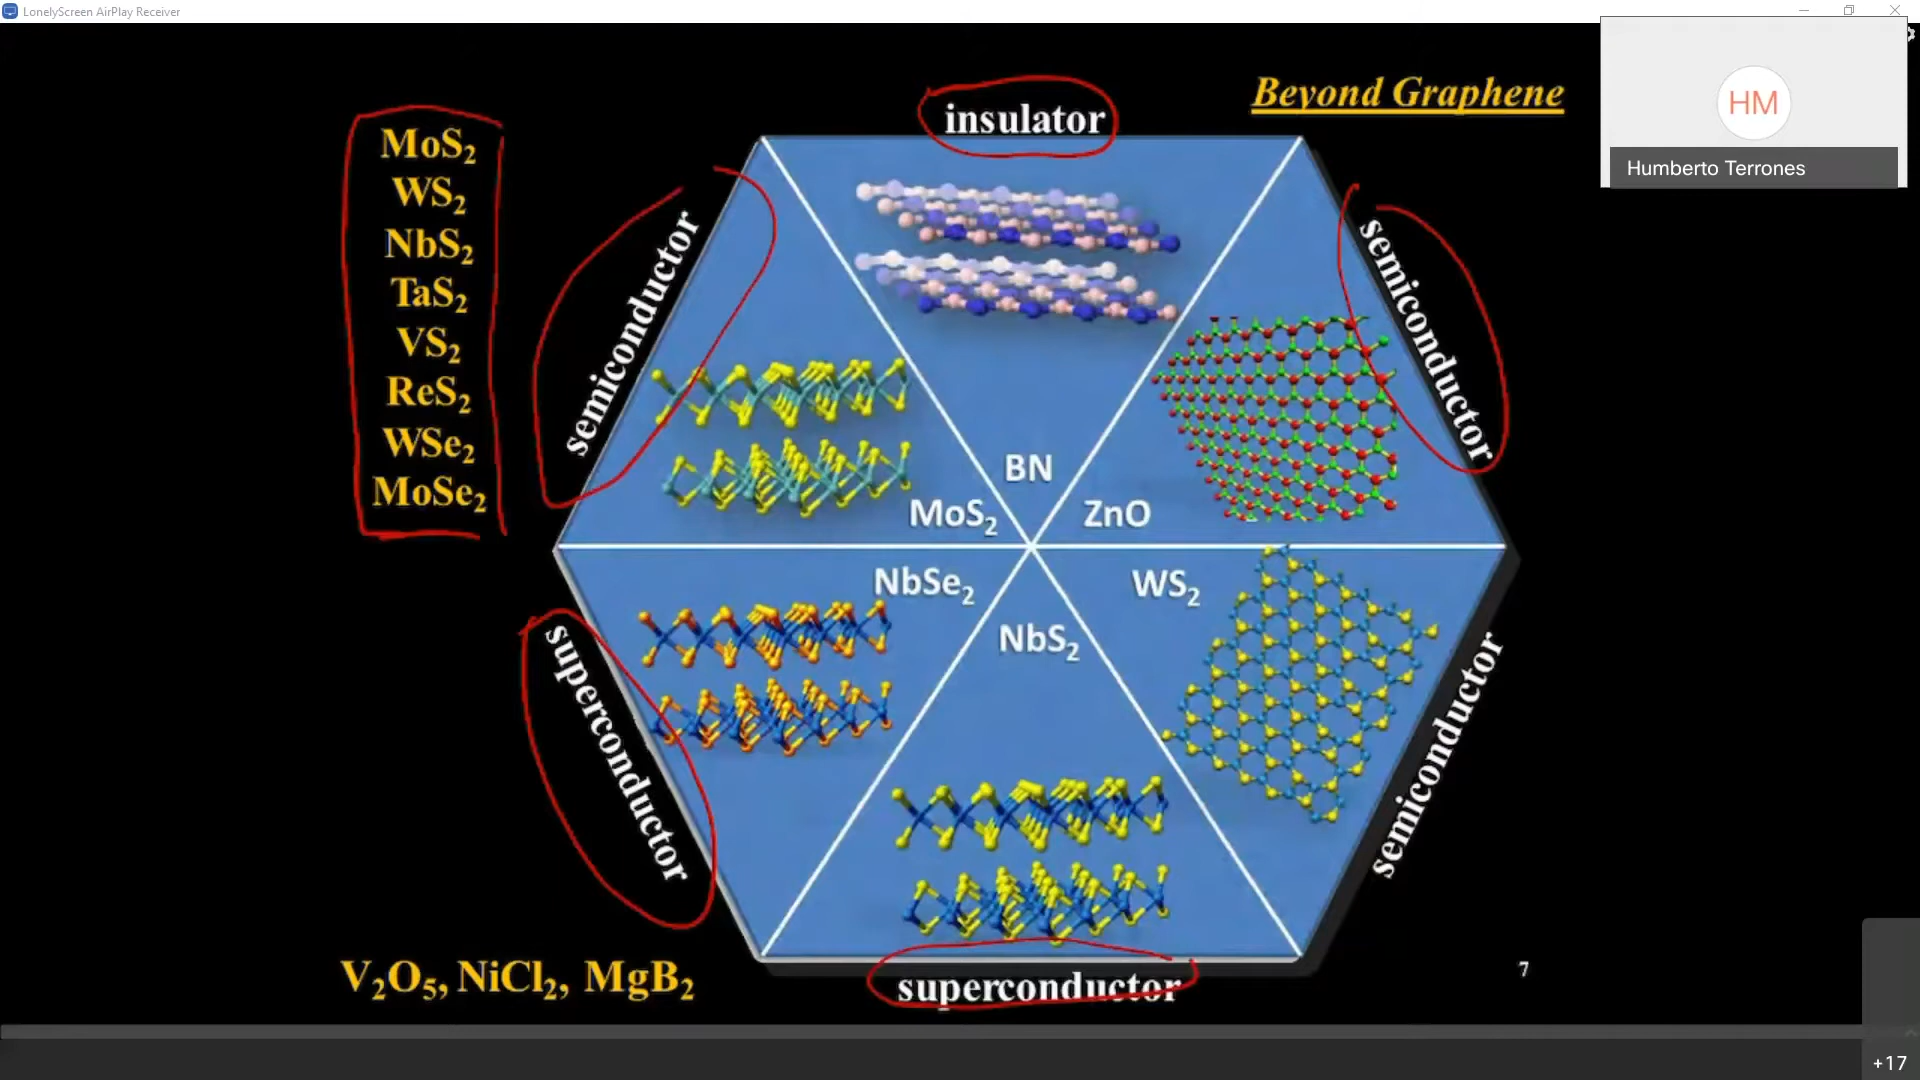 LonelyScreen AirPlay Receiver
Beyond Graphene
HM
Humberto Terrones
insulator
MoS₂
WS₂
NbS₂
TaS₂
VS₂
ReS₂
WSe₂
MoSe₂
semiconductor
semiconductor
BN
MoS₂
ZnO
NbSe₂
WS₂
NbS₂
superconductor
semiconductor
V₂O₅, NiCl₂, MgB₂
superconductor
7
+17